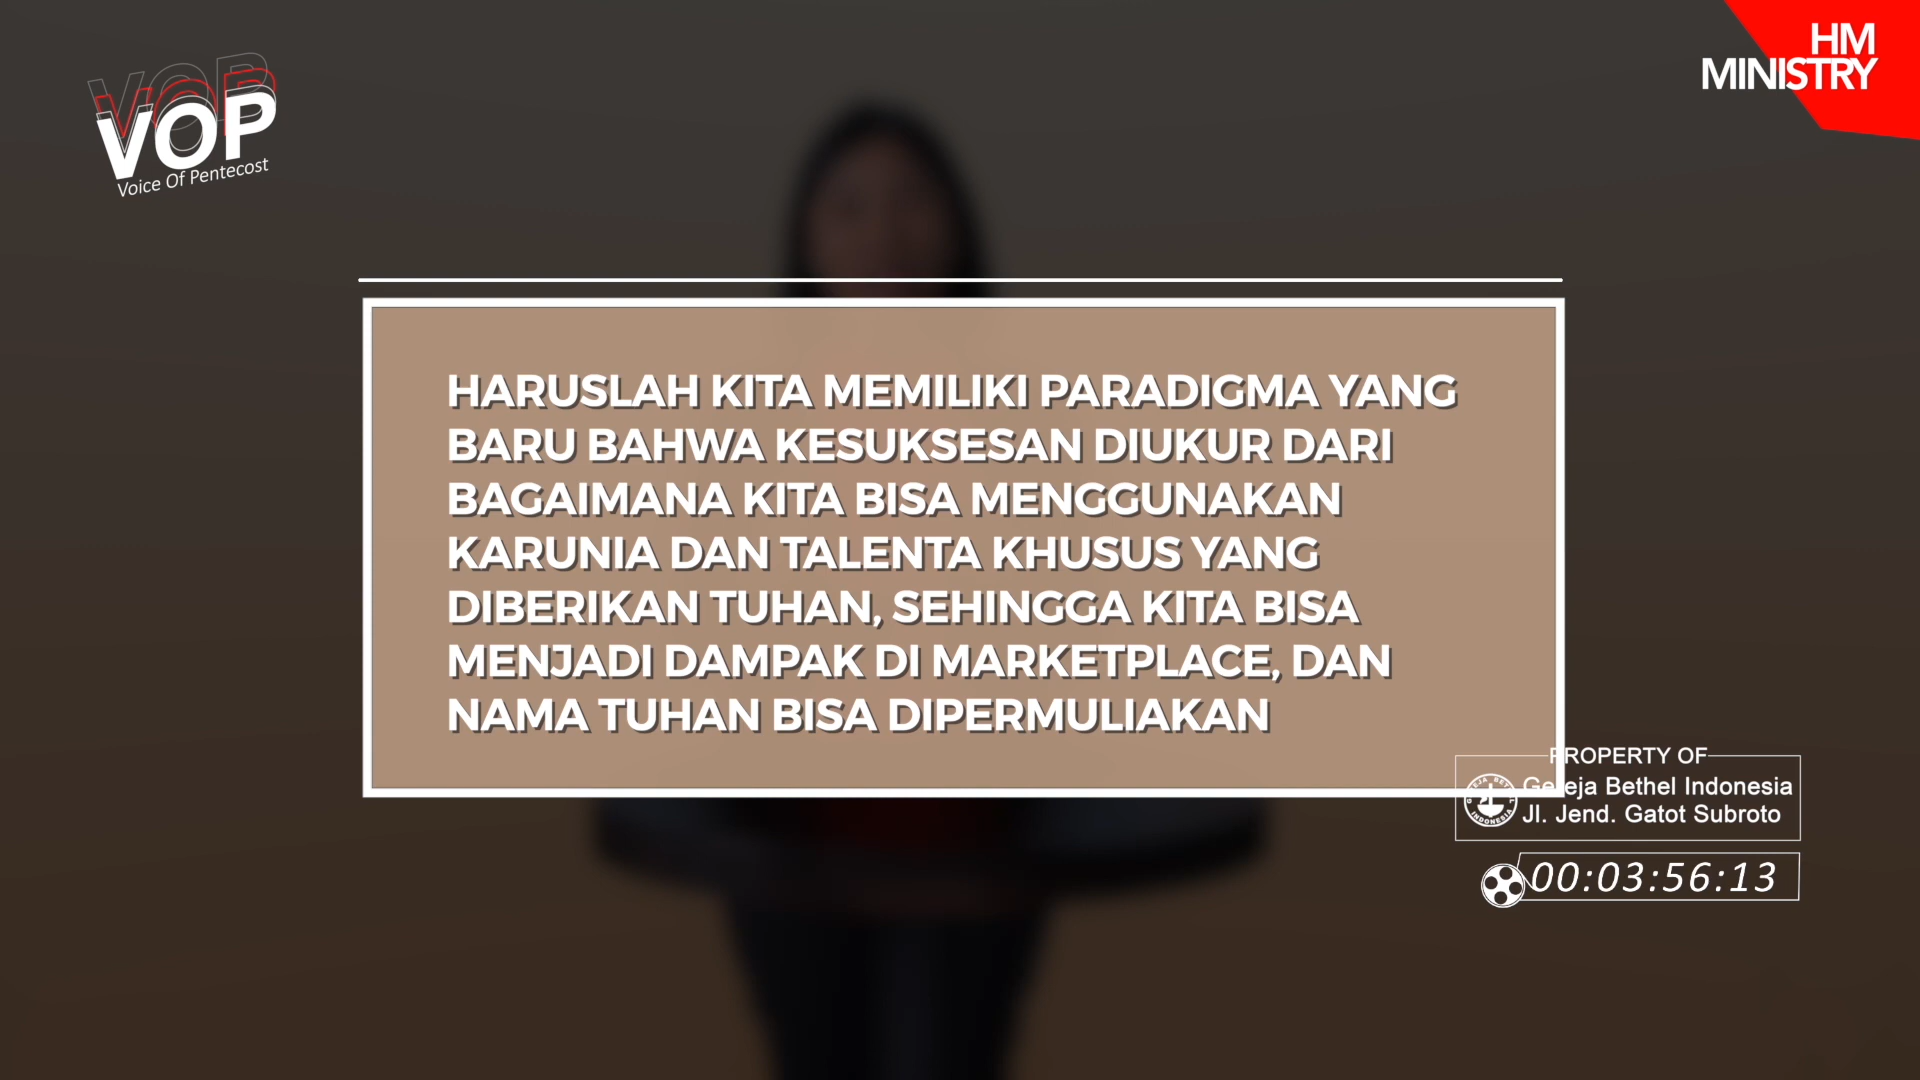 VOP
Voice Of Pentecost
HM
MINISTRY
HARUSLAH KITA MEMILIKI PARADIGMA YANG
BARU BAHWA KESUKSESAN DIUKUR DARI
BAGAIMANA KITA BISA MENGGUNAKAN
KARUNIA DAN TALENTA KHUSUS YANG
DIBERIKAN TUHAN, SEHINGGA KITA BISA
MENJADI DAMPAK DI MARKETPLACE, DAN
NAMA TUHAN BISA DIPERMULIAKAN
PROPERTY OF
Gereja Bethel Indonesia
Jl. Jend. Gatot Subroto
00:03:56:13